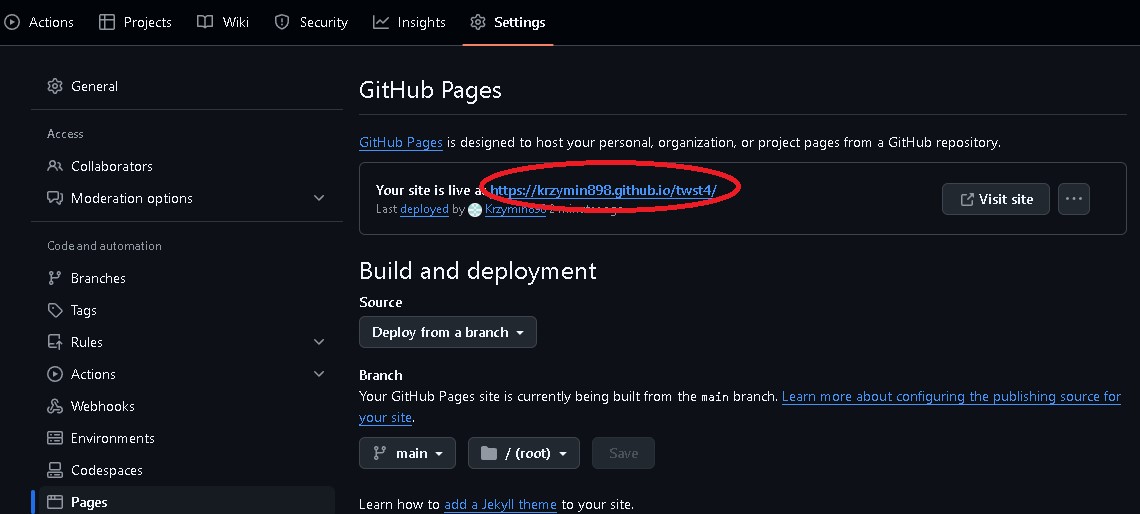 Actions Projects Wiki Security Insights Settings
General
Access
Collaborators
Moderation options
Code and automation
Branches
Tags
Rules
Actions
Webhooks
Environments
Codespaces
Pages
GitHub Pages
GitHub Pages is designed to host your personal, organization, or project pages from a GitHub repository.
Your site is live at https://krzymin898.github.io/twst4/
Last deployed by Krzymin898 2 minutes ago
Visit site
Build and deployment
Source
Deploy from a branch
Branch
Your GitHub Pages site is currently being built from the main branch. Learn more about configuring the publishing source for
your site.
main / (root) Save
Learn how to add a Jekyll theme to your site.